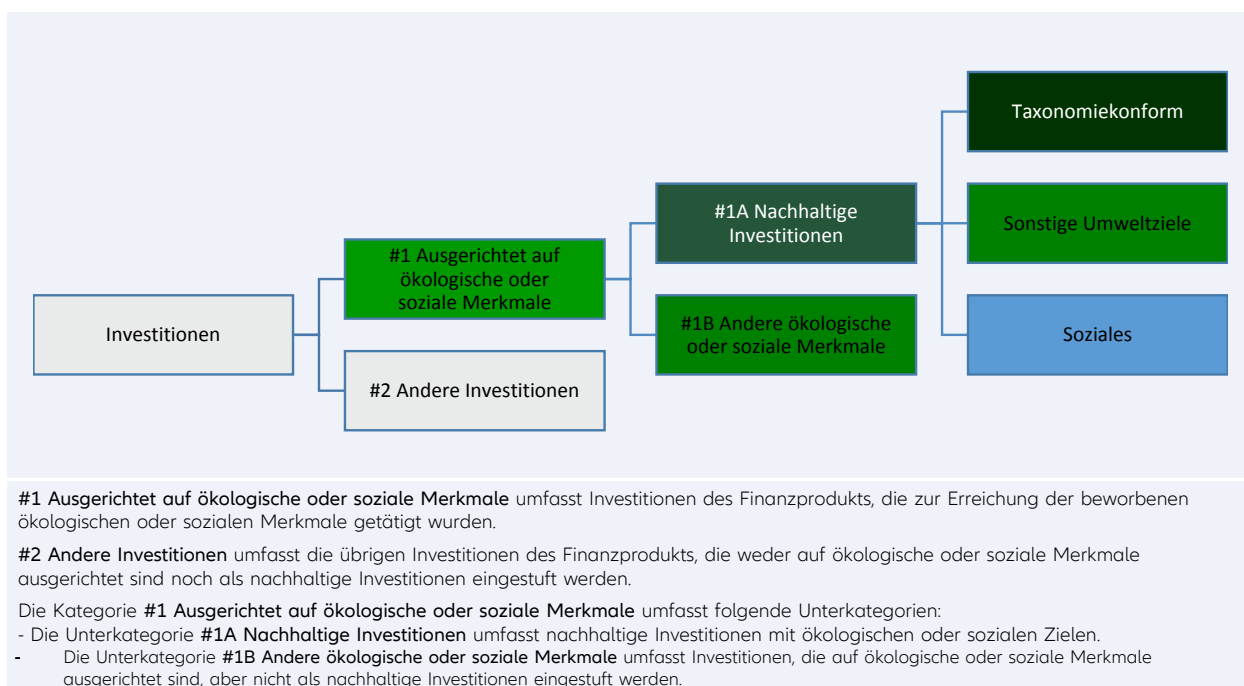 Taxonomiekonform
#1A Nachhaltige
Investitionen
Sonstige Umweltziele
#1 Ausgerichtet auf
ökologische oder
soziale Merkmale
#1B Andere ökologische
oder soziale Merkmale
Investitionen
Soziales
#2 Andere Investitionen
#1 Ausgerichtet auf ökologische oder soziale Merkmale umfasst Investitionen des Finanzprodukts, die zur Erreichung der beworbenen
ökologischen oder sozialen Merkmale getätigt wurden.
#2 Andere Investitionen umfasst die übrigen Investitionen des Finanzprodukts, die weder auf ökologische oder soziale Merkmale
ausgerichtet sind noch als nachhaltige Investitionen eingestuft werden.
Die Kategorie #1 Ausgerichtet auf ökologische oder soziale Merkmale umfasst folgende Unterkategorien:
- Die Unterkategorie #1A Nachhaltige Investitionen umfasst nachhaltige Investitionen mit ökologischen oder sozialen Zielen.
- Die Unterkategorie #1B Andere ökologische oder soziale Merkmale umfasst Investitionen, die auf ökologische oder soziale Merkmale
ausgerichtet sind, aber nicht als nachhaltige Investitionen eingestuft werden.